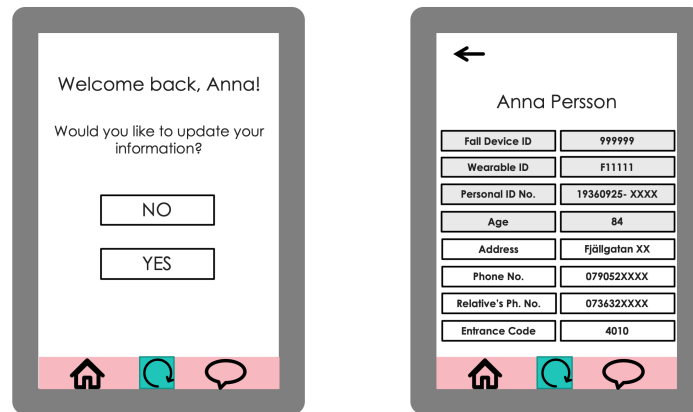 Welcome back, Anna!
Would you like to update your
information?
NO
YES
Anna Persson
Fall Device ID 999999
Wearable ID F11111
Personal ID No. 19360925- XXXX
Age 84
Address Fjällgatan XX
Phone No. 079052XXXX
Relative's Ph. No. 073632XXXX
Entrance Code 4010